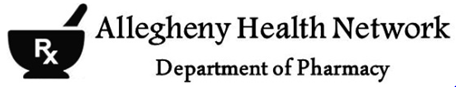 Rx
Allegheny Health Network
Department of Pharmacy